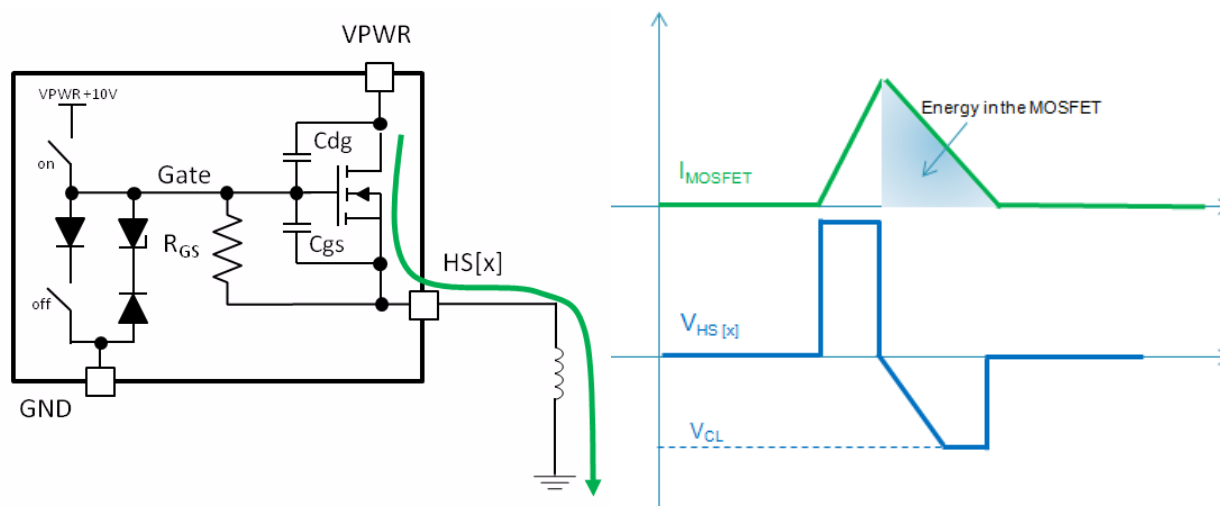 VPWR
VPWR+10V
on
Cdg
Gate
RGS
Cgs
HS[x]
off
GND
Energy in the MOSFET
IMOSFET
VHS [x]
VCL